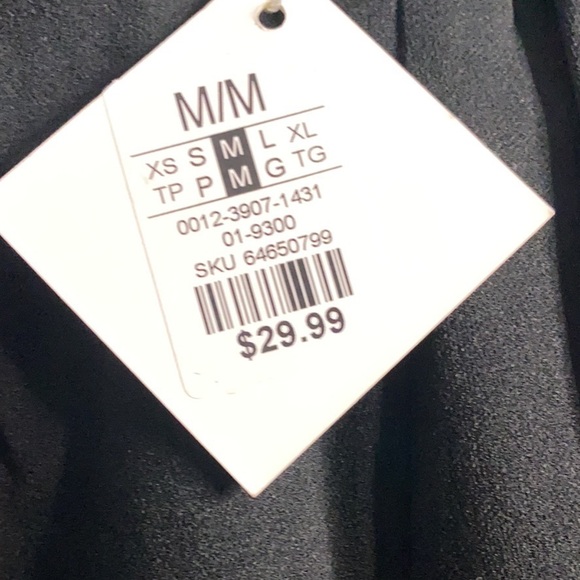 M/M
XS S M L XL
TP P M G TG
0012-3907-1431
01-9300
SKU 64650799
$29.99